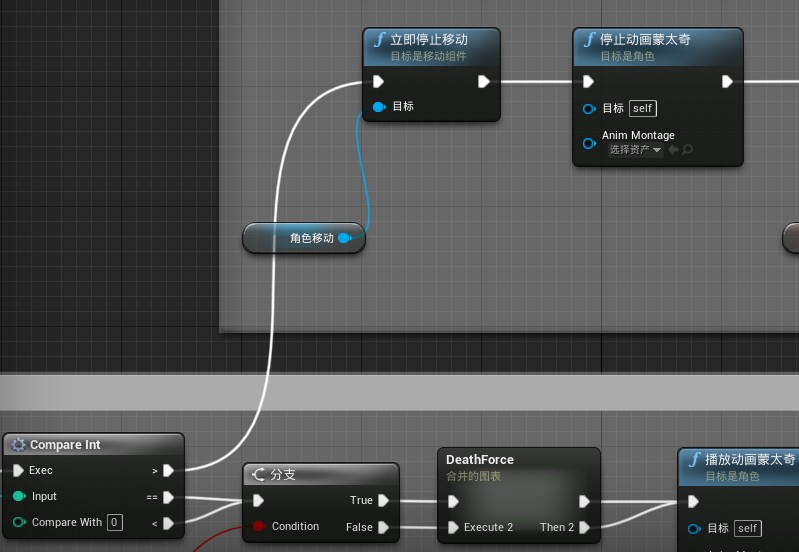 立即停止移动
目标是移动组件
目标
停止动画蒙太奇
目标是角色
目标 self
Anim Montage
选择资产
角色移动
Compare Int
Exec >
Input ==
Compare With 0 <
分支
True
Condition False
DeathForce
合并的图表
Execute 2 Then 2
播放动画蒙太奇
目标是角色
目标 self